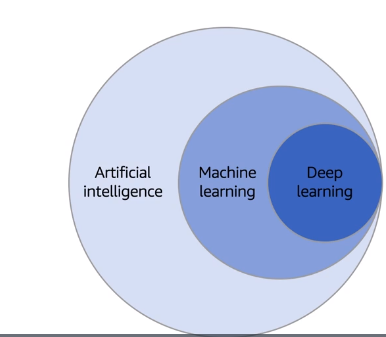 Artificial
intelligence
Machine
learning
Deep
learning